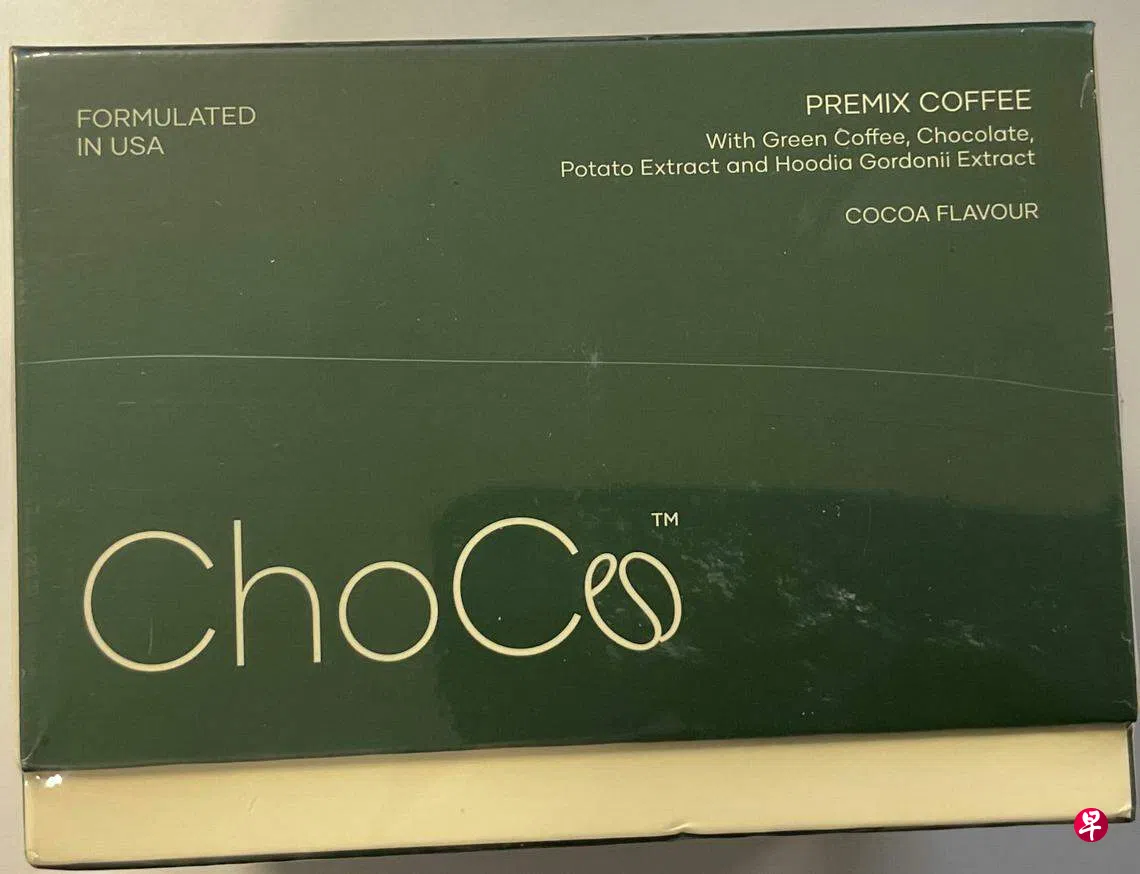 FORMULATED
IN USA
PREMIX COFFEE
With Green Coffee, Chocolate,
Potato Extract and Hoodia Gordonii Extract
COCOA FLAVOUR
ChoCo
TM
早